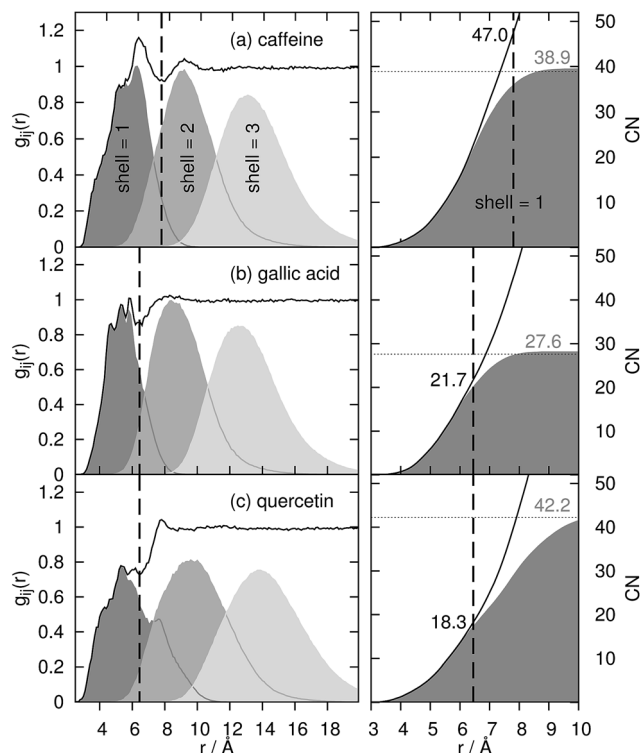 (a) caffeine
g_ij(r)
1.2
1
0.8
0.6
0.4
0.2
0
shell = 1
shell = 2
shell = 3
47.0
38.9
shell = 1
50
40
30
20
10
0
CN
(b) gallic acid
g_ij(r)
1.2
1
0.8
0.6
0.4
0.2
0
21.7
27.6
50
40
30
20
10
CN
(c) quercetin
g_ij(r)
1.2
1
0.8
0.6
0.4
0.2
0
18.3
42.2
50
40
30
20
10
CN
4 6 8 10 12 14 16 18
r / Å
3 4 5 6 7 8 9 10
r / Å